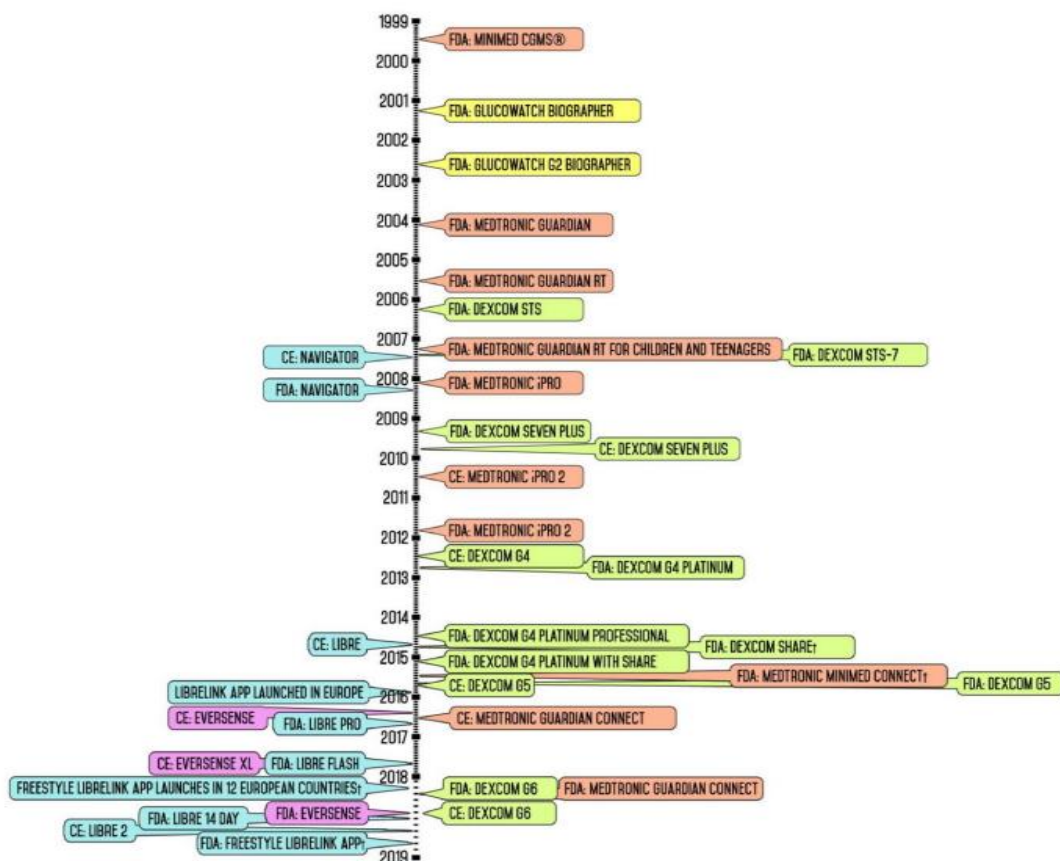 1999
FDA: MINIMED CGMS®
2000
2001
FDA: GLUCOWATCH BIOGRAPHER
2002
FDA: GLUCOWATCH G2 BIOGRAPHER
2003
2004
FDA: MEDTRONIC GUARDIAN
2005
FDA: MEDTRONIC GUARDIAN RT
2006
FDA: DEXCOM STS
2007
FDA: MEDTRONIC GUARDIAN RT FOR CHILDREN AND TEENAGERS
CE: NAVIGATOR
FDA: DEXCOM STS-7
2008
FDA: MEDTRONIC iPRO
FDA: NAVIGATOR
2009
FDA: DEXCOM SEVEN PLUS
CE: DEXCOM SEVEN PLUS
2010
CE: MEDTRONIC iPRO 2
2011
FDA: MEDTRONIC iPRO 2
2012
CE: DEXCOM G4
FDA: DEXCOM G4 PLATINUM
2013
2014
FDA: DEXCOM G4 PLATINUM PROFESSIONAL
CE: LIBRE
FDA: DEXCOM SHARE†
2015
FDA: DEXCOM G4 PLATINUM WITH SHARE
FDA: MEDTRONIC MINIMED CONNECT†
CE: DEXCOM G5
FDA: DEXCOM G5
LIBRELINK APP LAUNCHED IN EUROPE
2016
CE: EVERSENSE
FDA: LIBRE PRO
CE: MEDTRONIC GUARDIAN CONNECT
2017
CE: EVERSENSE XL
FDA: LIBRE FLASH
2018
FREESTYLE LIBRELINK APP LAUNCHES IN 12 EUROPEAN COUNTRIES†
FDA: DEXCOM G6
FDA: MEDTRONIC GUARDIAN CONNECT
FDA: EVERSENSE
CE: DEXCOM G6
FDA: LIBRE 14 DAY
CE: LIBRE 2
FDA: FREESTYLE LIBRELINK APP†
2019